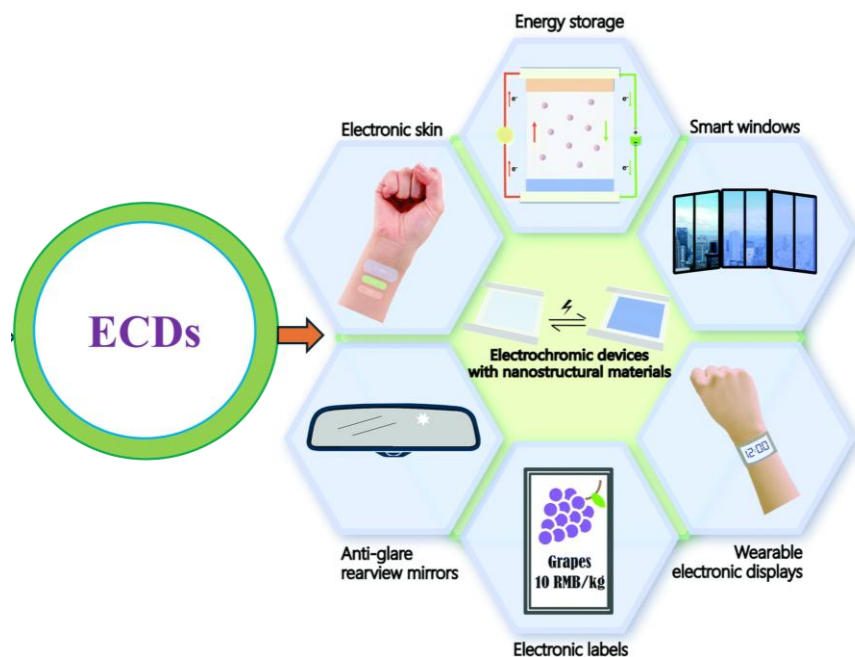 Energy storage
e⁻
e⁻
e⁻
e⁻
+
−
Electronic skin
Smart windows
ECDs
Electrochromic devices
with nanostructural materials
12:00
Grapes
10 RMB/kg
Anti-glare
rearview mirrors
Wearable
electronic displays
Electronic labels